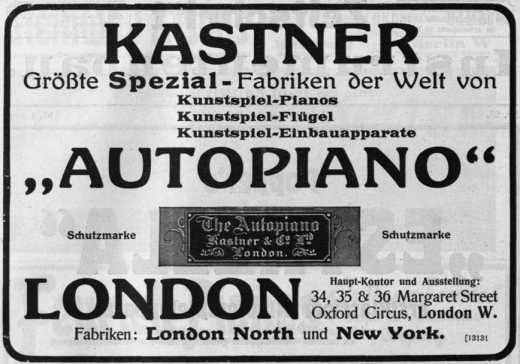 KASTNER
Größte Spezial-Fabriken der Welt von
Kunstspiel-Pianos
Kunstspiel-Flügel
Kunstspiel-Einbauapparate
„AUTOPIANO“
Schutzmarke
The Autopiano
Kastner & Co. Ld
London.
Schutzmarke
LONDON
Haupt-Kontor und Ausstellung:
34, 35 & 36 Margaret Street
Oxford Circus, London W.
Fabriken: London North und New York.
[13131